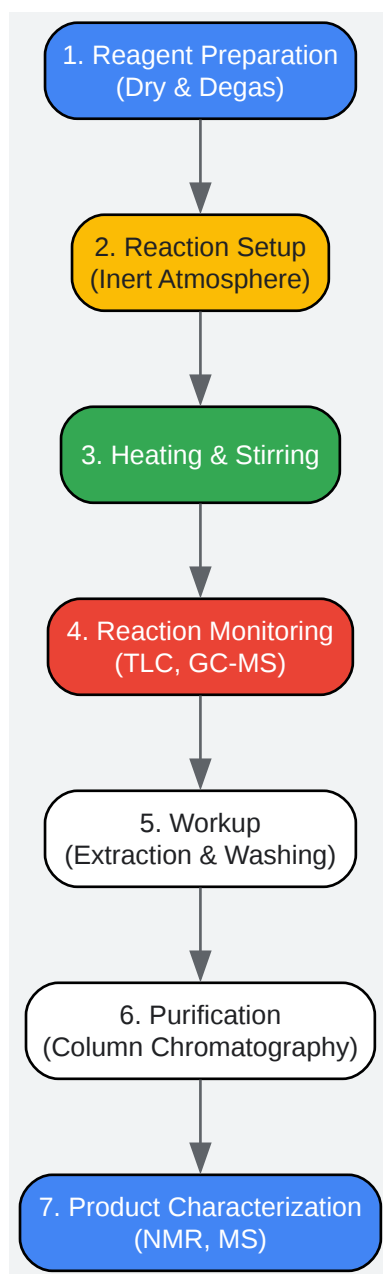 1. Reagent Preparation
(Dry & Degas)
2. Reaction Setup
(Inert Atmosphere)
3. Heating & Stirring
4. Reaction Monitoring
(TLC, GC-MS)
5. Workup
(Extraction & Washing)
6. Purification
(Column Chromatography)
7. Product Characterization
(NMR, MS)